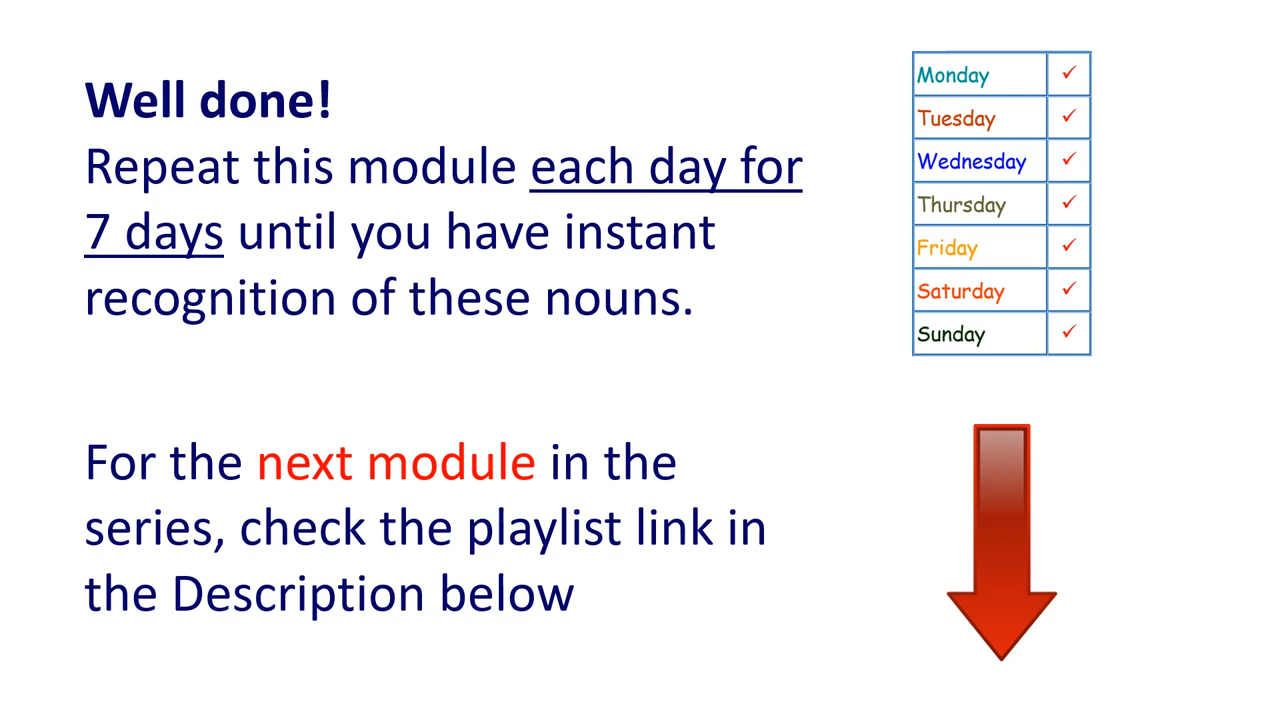 Well done!
Repeat this module each day for
7 days until you have instant
recognition of these nouns.
For the next module in the
series, check the playlist link in
the Description below
Monday ✓
Tuesday ✓
Wednesday ✓
Thursday ✓
Friday ✓
Saturday ✓
Sunday ✓